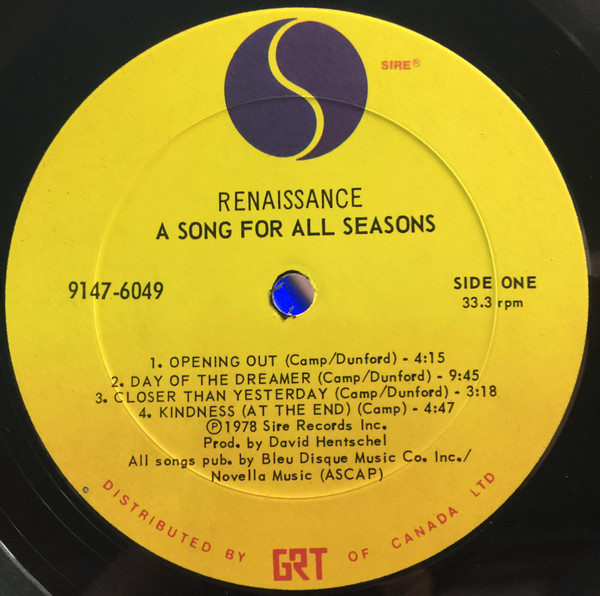 SIRE®
RENAISSANCE
A SONG FOR ALL SEASONS
9147-6049
SIDE ONE
33.3 rpm
1. OPENING OUT (Camp/Dunford) - 4:15
2. DAY OF THE DREAMER (Camp/Dunford) - 9:45
3. CLOSER THAN YESTERDAY (Camp/Dunford) - 3:18
4. KINDNESS (AT THE END) (Camp) - 4:47
Ⓟ1978 Sire Records Inc.
Prod. by David Hentschel
All songs pub. by Bleu Disque Music Co. Inc./
Novella Music (ASCAP)
© DISTRIBUTED BY GRT OF CANADA LTD